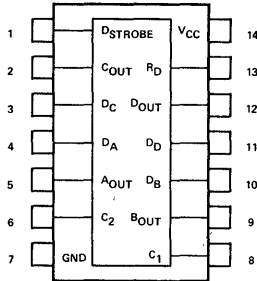 1 DSTROBE VCC 14
2 COUT RD 13
3 DC DOUT 12
4 DA DD 11
5 AOUT DB 10
6 C2 BOUT 9
7 GND C1 8